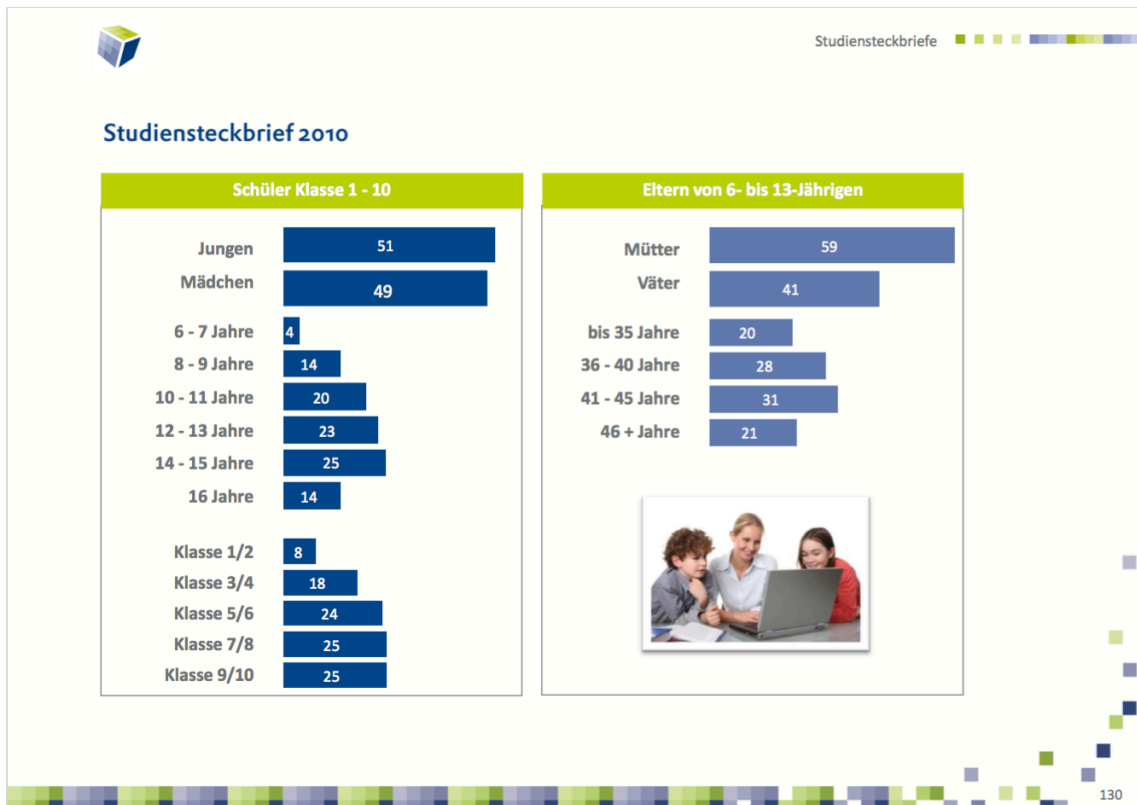 Studiensteckbriefe
Studiensteckbrief 2010
Schüler Klasse 1 - 10
Jungen 51
Mädchen 49
6 - 7 Jahre 4
8 - 9 Jahre 14
10 - 11 Jahre 20
12 - 13 Jahre 23
14 - 15 Jahre 25
16 Jahre 14
Klasse 1/2 8
Klasse 3/4 18
Klasse 5/6 24
Klasse 7/8 25
Klasse 9/10 25
Eltern von 6- bis 13-Jährigen
Mütter 59
Väter 41
bis 35 Jahre 20
36 - 40 Jahre 28
41 - 45 Jahre 31
46 + Jahre 21
130